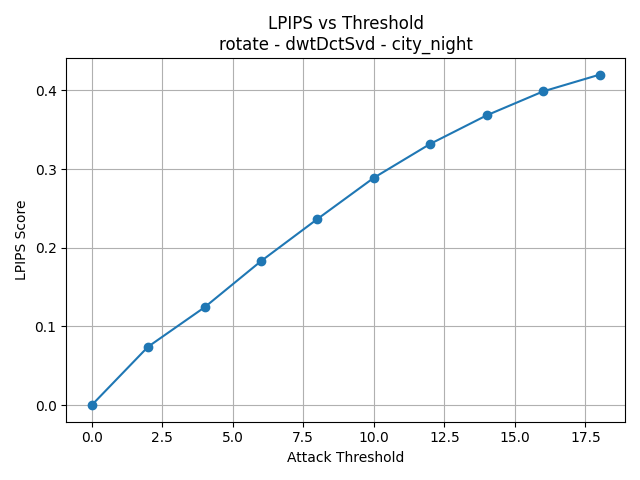 LPIPS vs Threshold
rotate - dwtDctSvd - city_night
LPIPS Score
0.4
0.3
0.2
0.1
0.0
0.0 2.5 5.0 7.5 10.0 12.5 15.0 17.5
Attack Threshold